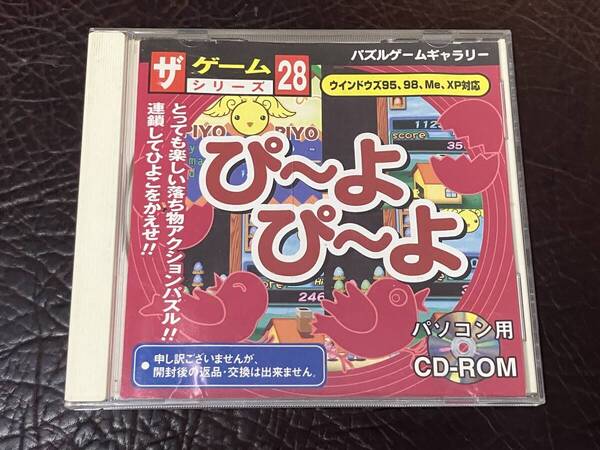 ザ ゲーム
シリーズ 28
パズルゲームギャラリー
ウインドウズ95、98、Me、XP対応
とっても楽しい落ち物アクションパズル!!
連鎖してひよこをかえせ!!
PIYO
score
ぴ〜よ
ぴ〜よ
246
パソコン用
CD-ROM
● 申し訳ございませんが、
開封後の返品・交換は出来ません。